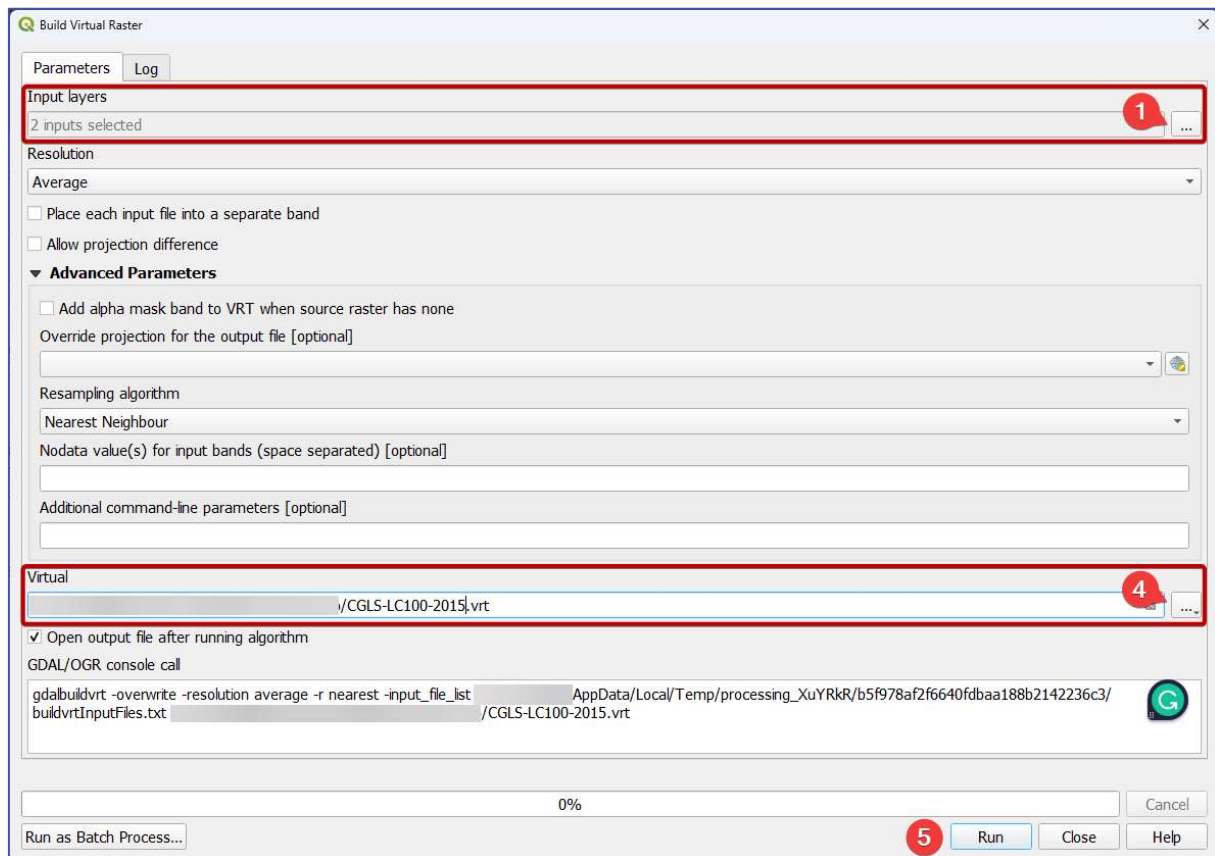 Build Virtual Raster
Parameters
Log
Input layers
2 inputs selected
1
...
Resolution
Average
Place each input file into a separate band
Allow projection difference
Advanced Parameters
Add alpha mask band to VRT when source raster has none
Override projection for the output file [optional]
Resampling algorithm
Nearest Neighbour
Nodata value(s) for input bands (space separated) [optional]
Additional command-line parameters [optional]
Virtual
/CGLS-LC100-2015.vrt
4
...
Open output file after running algorithm
GDAL/OGR console call
gdalbuildvrt -overwrite -resolution average -r nearest -input_file_list AppData/Local/Temp/processing_XuYRkR/b5f978af2f6640fdbaa188b2142236c3/
buildvrtInputFiles.txt /CGLS-LC100-2015.vrt
0%
Cancel
Run as Batch Process...
5
Run
Close
Help